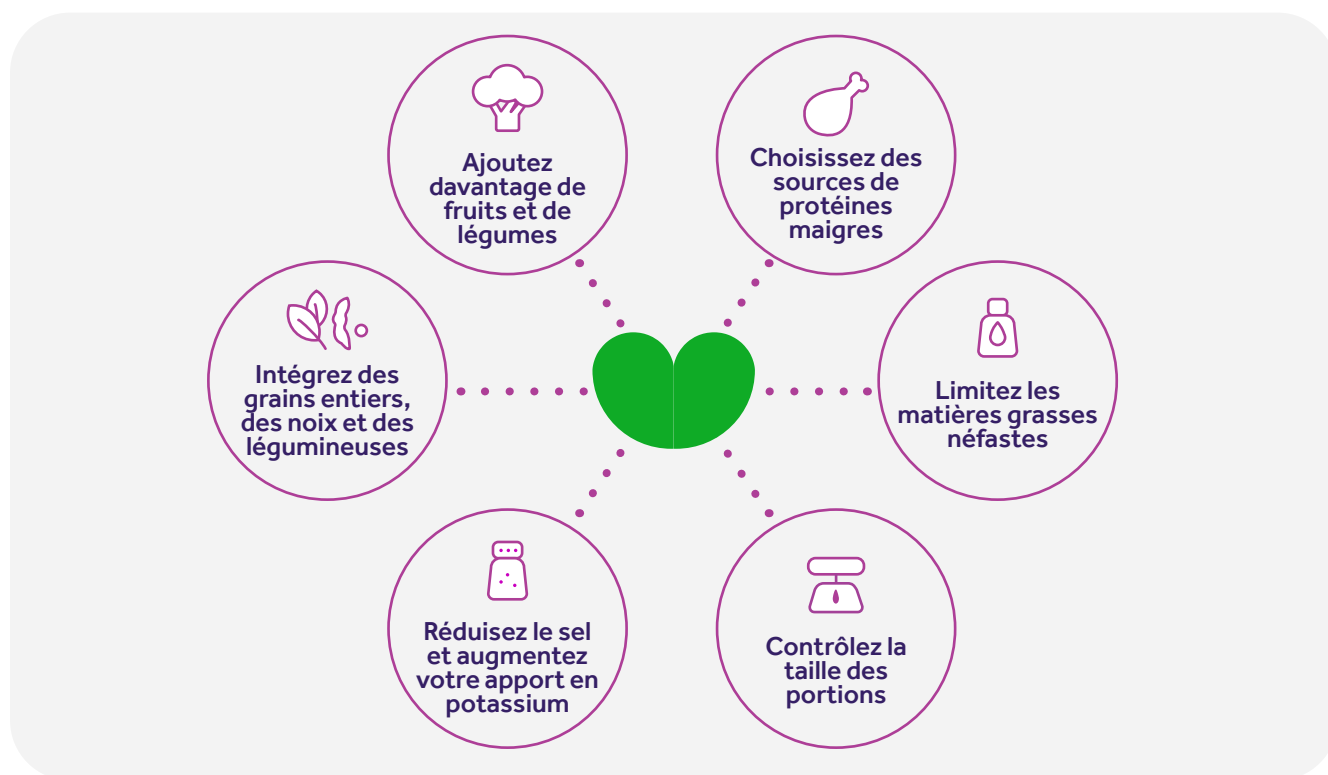 Ajoutez
davantage de
fruits et de
légumes
Choisissez des
sources de
protéines
maigres
Intégrez des
grains entiers,
des noix et des
légumineuses
Limitez les
matières grasses
néfastes
Réduisez le sel
et augmentez
votre apport en
potassium
Contrôlez la
taille des
portions